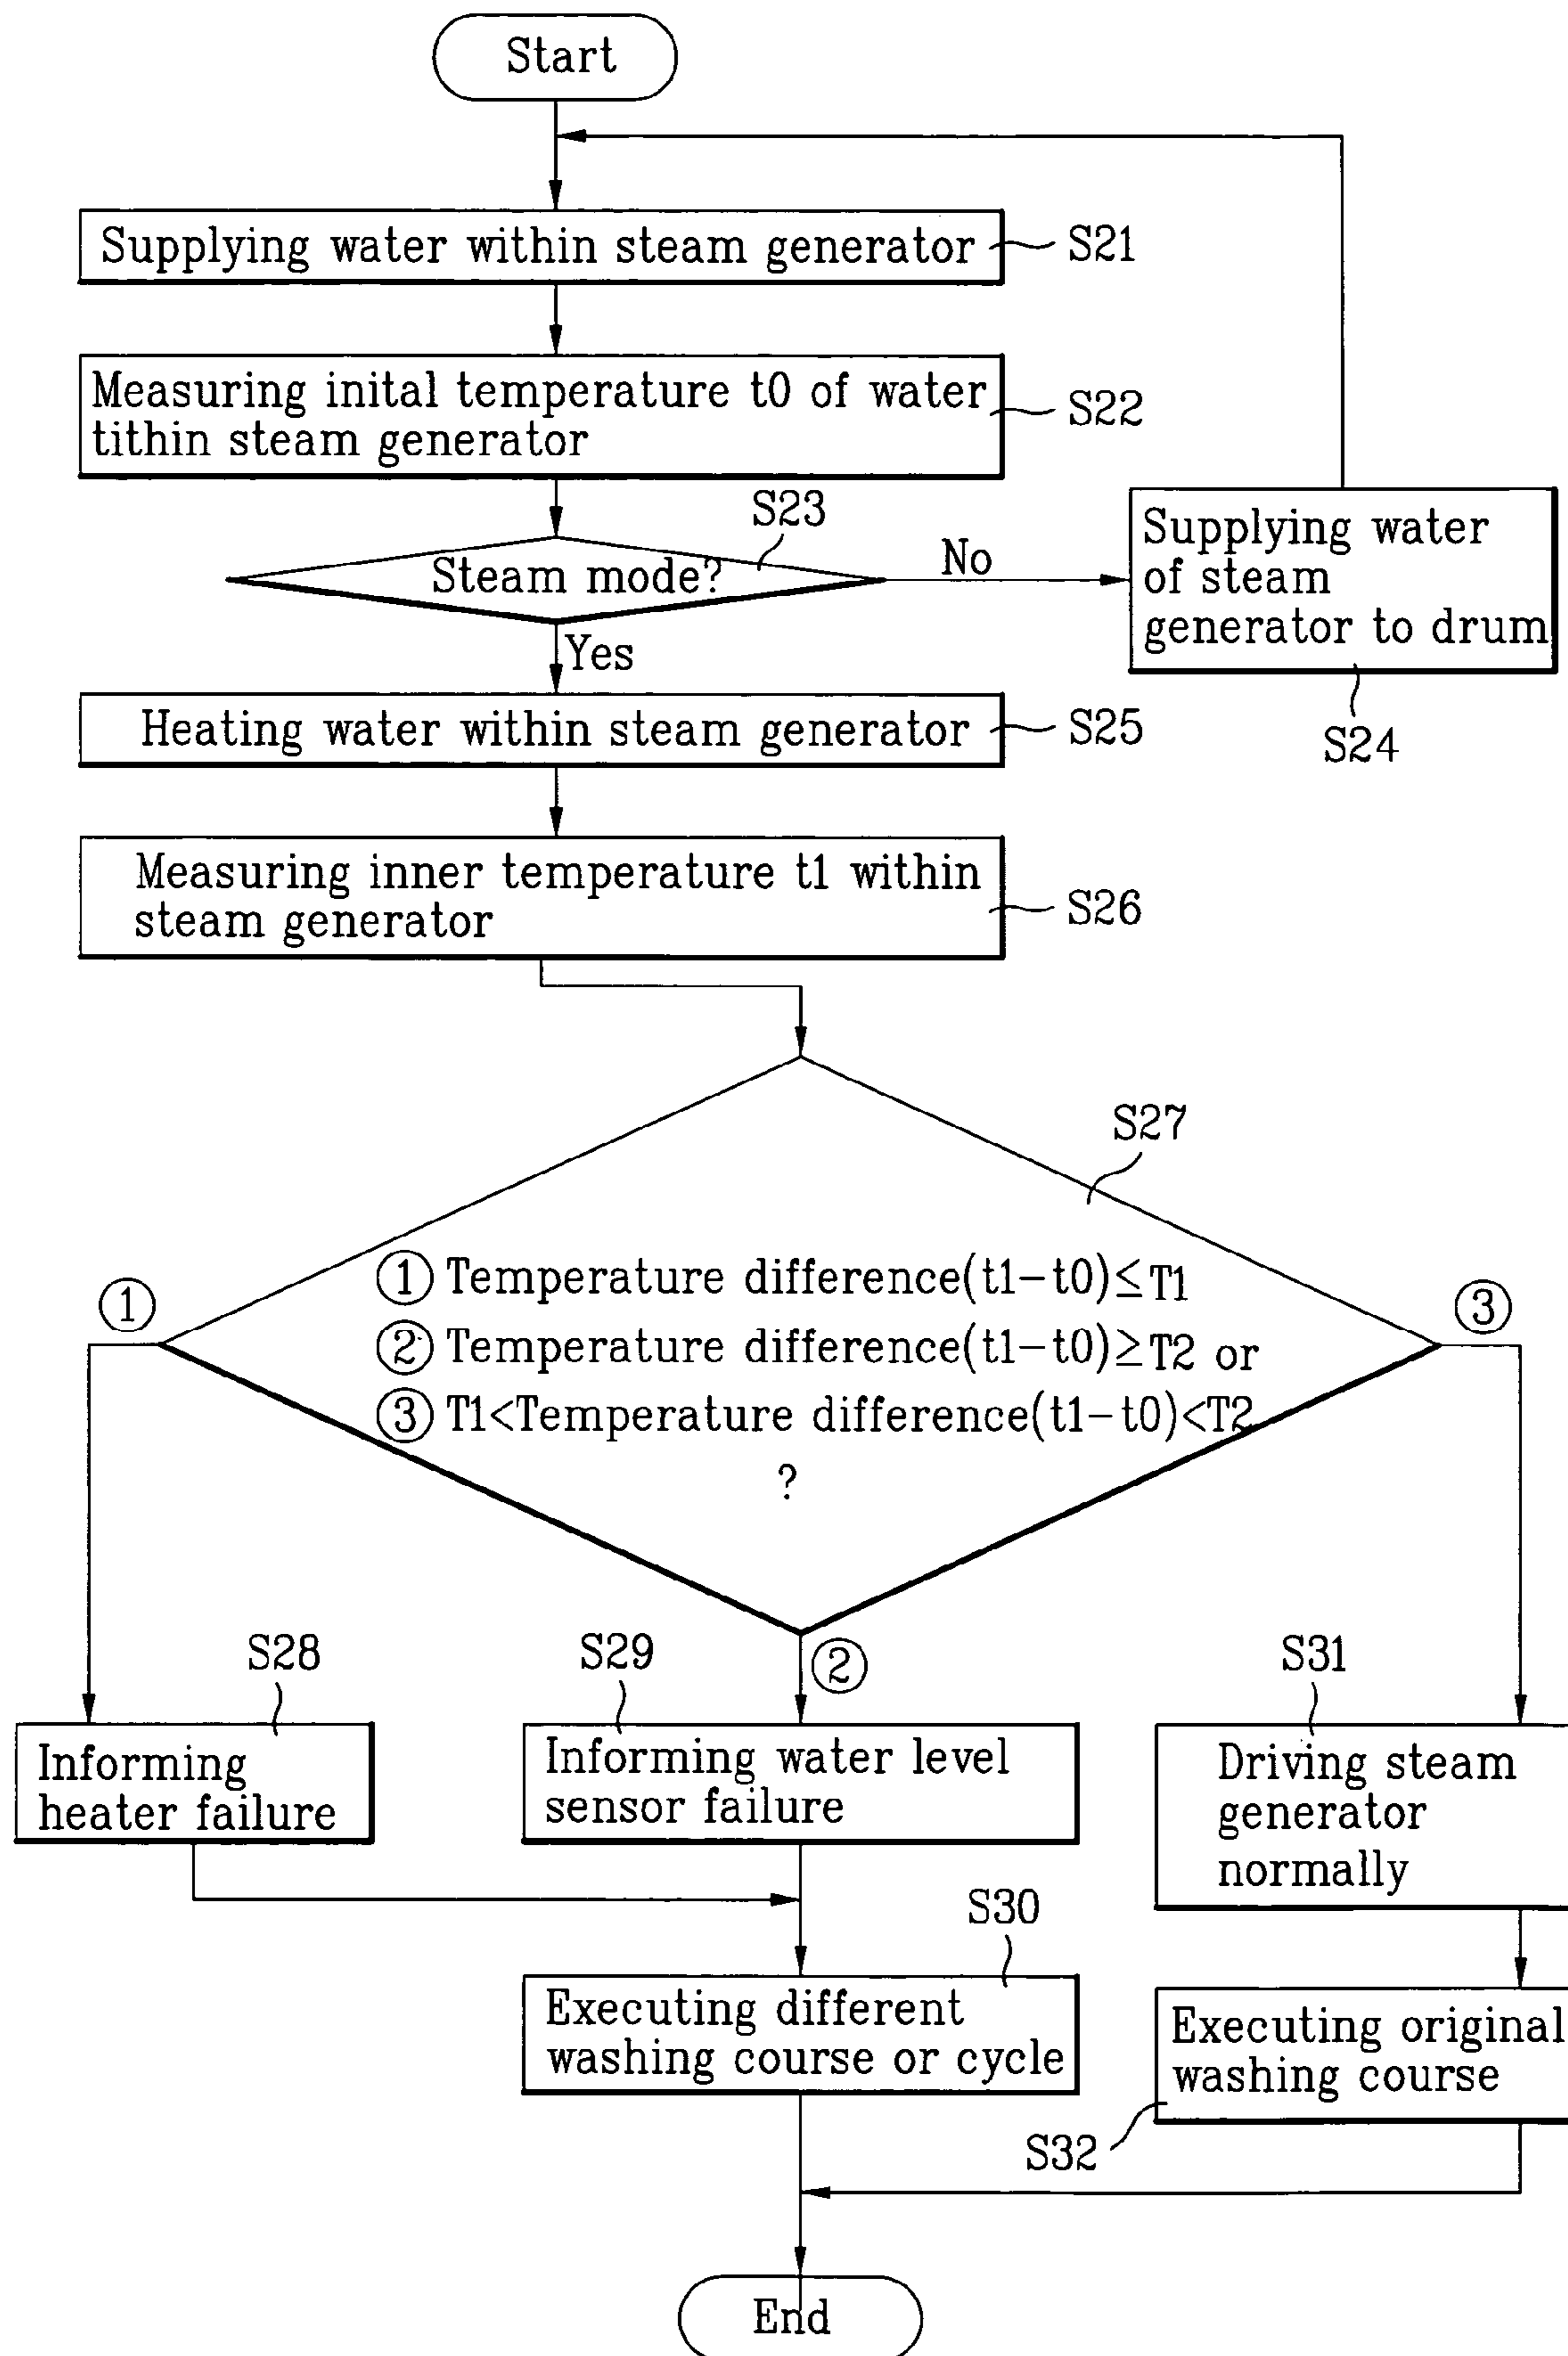 Start
Supplying water within steam generator
S21
Measuring inital temperature t0 of water
tithin steam generator
S22
S23
Steam mode?
No
Yes
Supplying water
of steam
generator to drum
S24
Heating water within steam generator
S25
Measuring inner temperature t1 within
steam generator
S26
S27
① Temperature difference(t1-t0)≤T1
② Temperature difference(t1-t0)≥T2 or
③ T1<Temperature difference(t1-t0)<T2
?
①
③
②
S28
Informing
heater failure
S29
Informing water level
sensor failure
S31
Driving steam
generator
normally
S30
Executing different
washing course or cycle
Executing original
washing course
S32
End